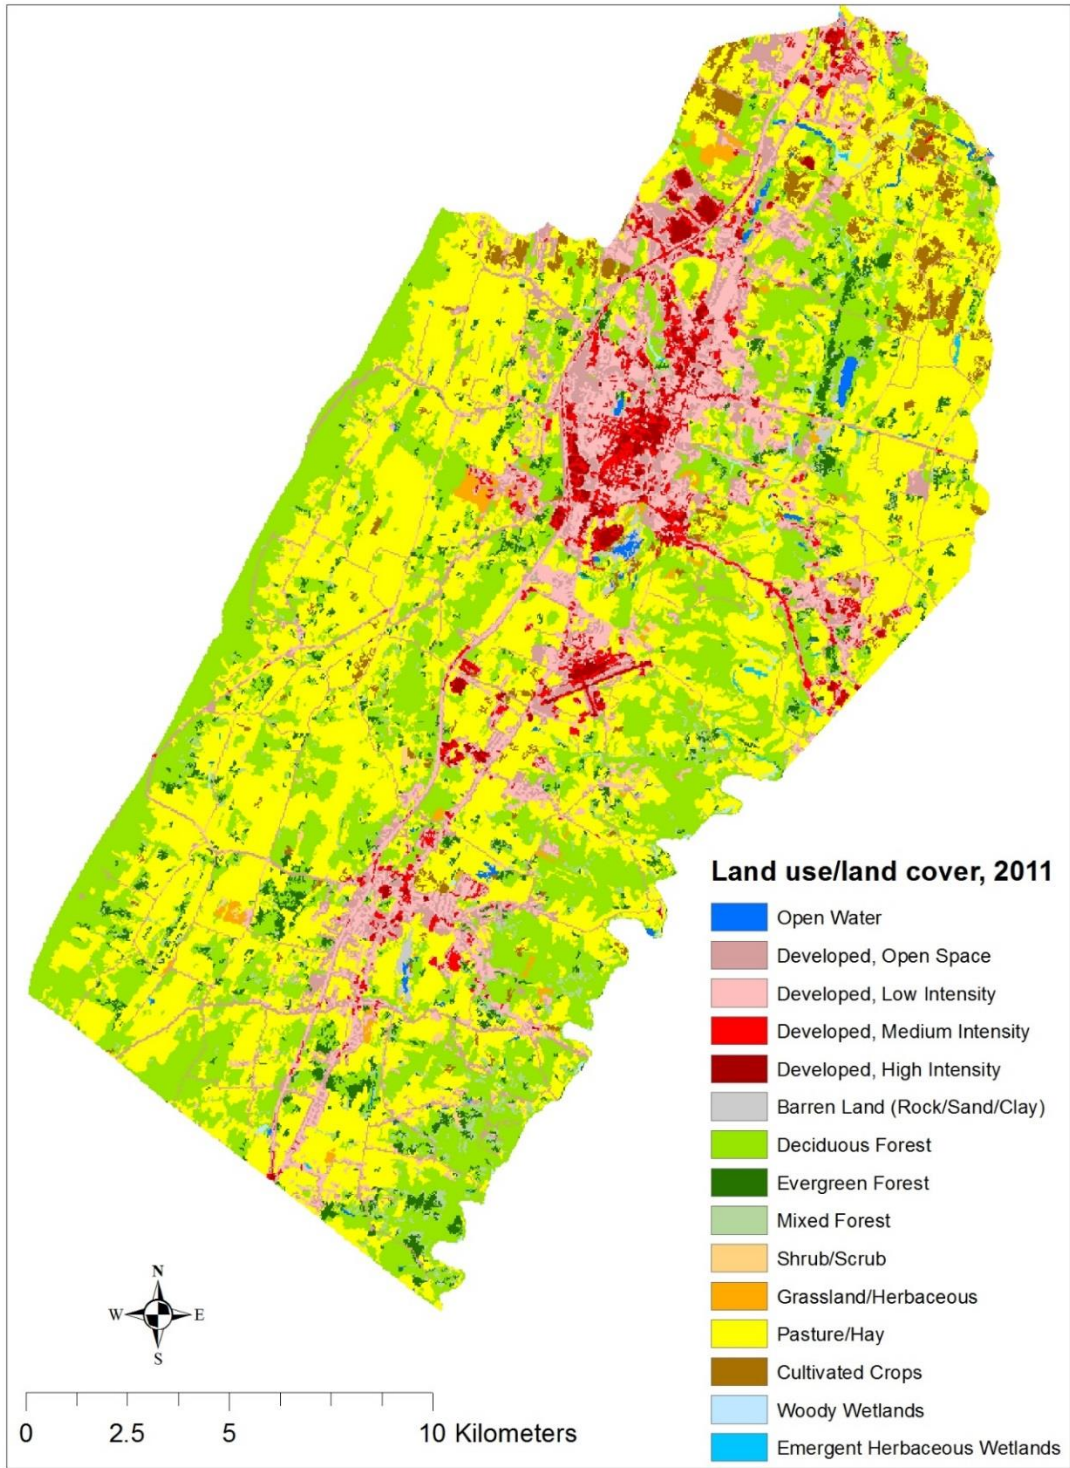 Land use/land cover, 2011
Open Water
Developed, Open Space
Developed, Low Intensity
Developed, Medium Intensity
Developed, High Intensity
Barren Land (Rock/Sand/Clay)
Deciduous Forest
Evergreen Forest
Mixed Forest
Shrub/Scrub
Grassland/Herbaceous
Pasture/Hay
Cultivated Crops
Woody Wetlands
Emergent Herbaceous Wetlands
N
W E
S
0 2.5 5 10 Kilometers